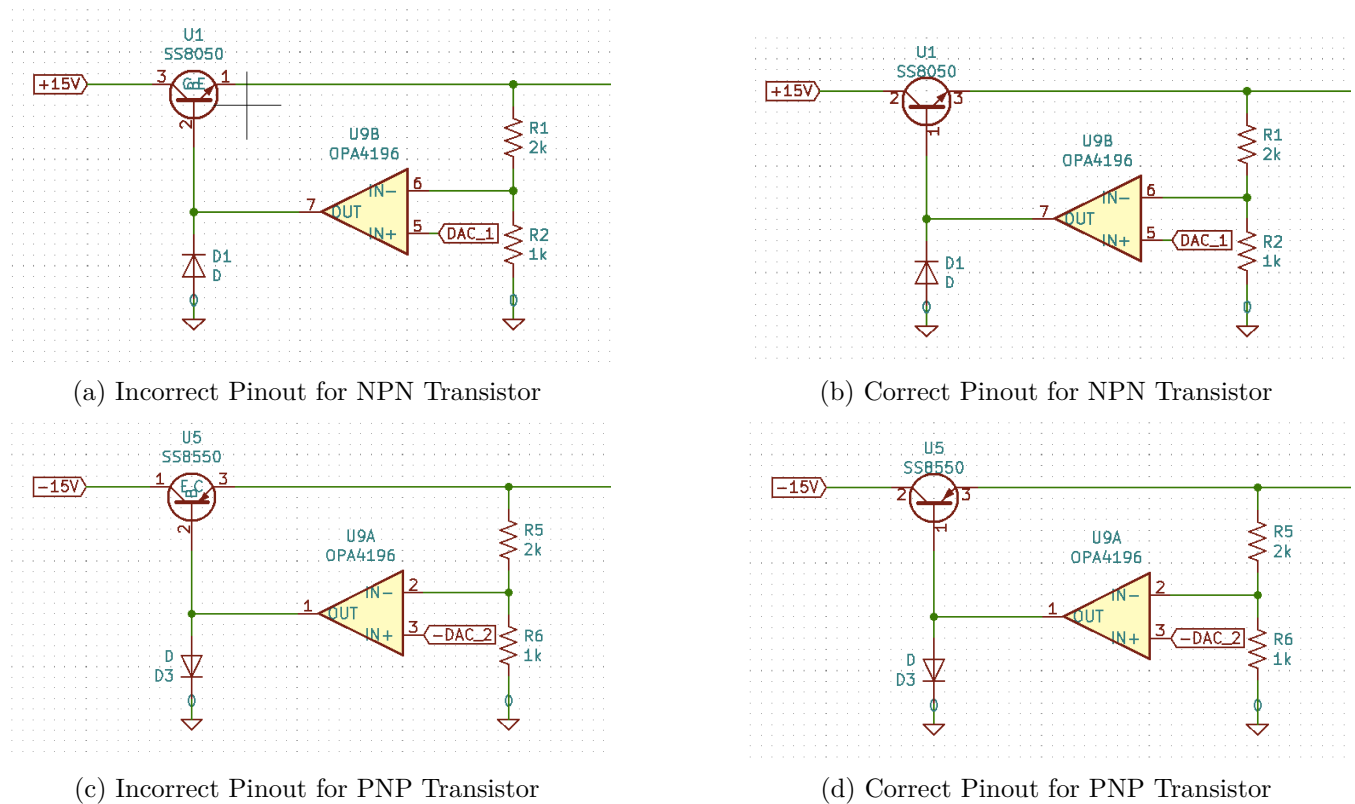 U1
SS8050
+15V
3
C
B
E
1
2
R1
2k
U9B
OPA4196
IN-
6
7
OUT
IN+
5
DAC_1
R2
1k
D1
D
0
0
(a) Incorrect Pinout for NPN Transistor
U1
SS8050
+15V
2
3
1
R1
2k
U9B
OPA4196
IN-
6
7
OUT
IN+
5
DAC_1
R2
1k
D1
D
0
0
(b) Correct Pinout for NPN Transistor
U5
SS8550
-15V
1
E
C
B
3
2
R5
2k
U9A
OPA4196
IN-
2
1
OUT
IN+
3
-DAC_2
R6
1k
D
D3
0
0
(c) Incorrect Pinout for PNP Transistor
U5
SS8550
-15V
2
3
1
R5
2k
U9A
OPA4196
IN-
2
1
OUT
IN+
3
-DAC_2
R6
1k
D
D3
0
0
(d) Correct Pinout for PNP Transistor